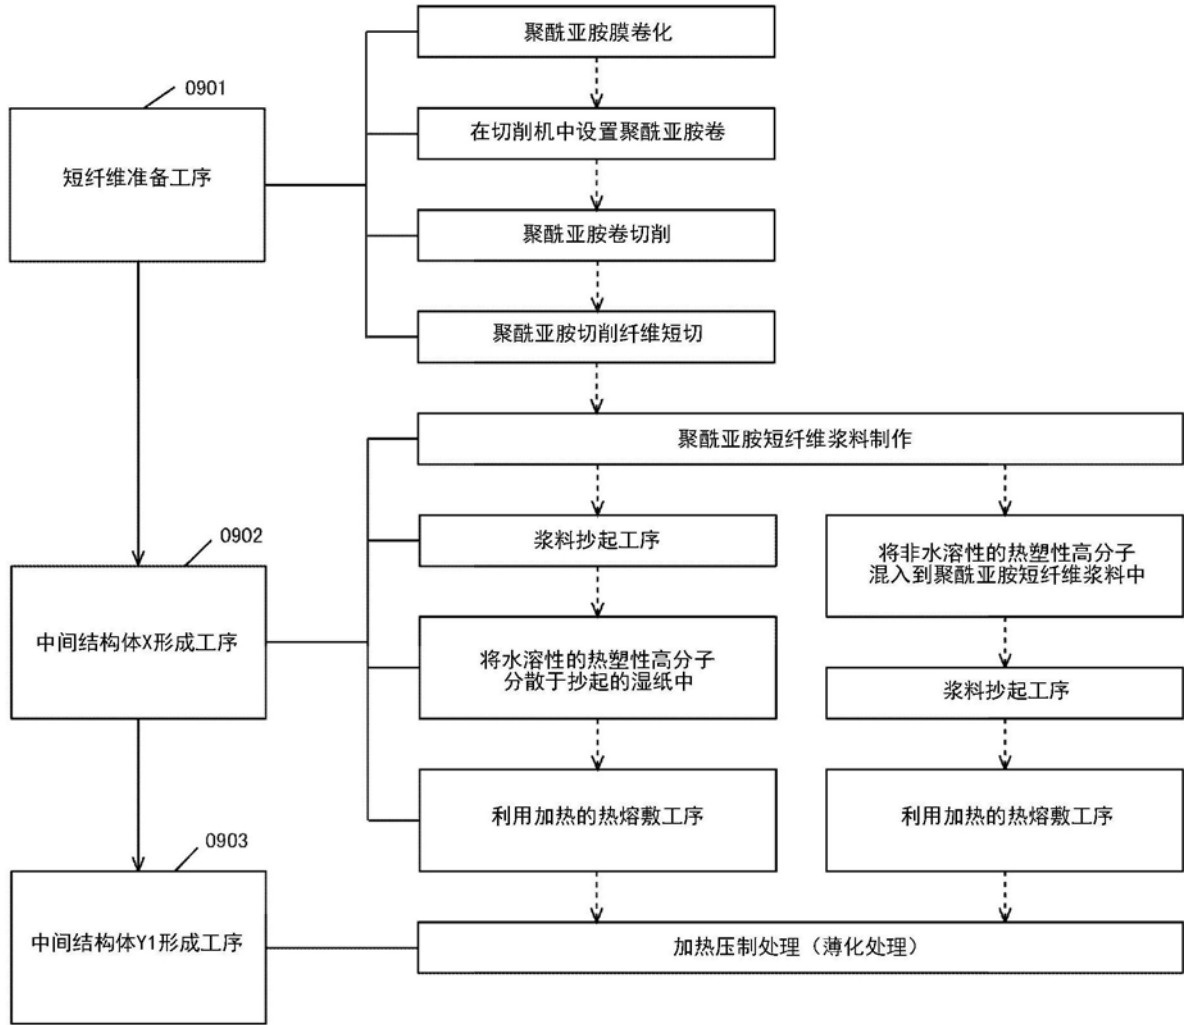 聚酰亚胺膜卷化
0901
在切削机中设置聚酰亚胺卷
短纤维准备工序
聚酰亚胺卷切削
聚酰亚胺切削纤维短切
聚酰亚胺短纤维浆料制作
0902
浆料抄起工序
将非水溶性的热塑性高分子
混入到聚酰亚胺短纤维浆料中
中间结构体X形成工序
将水溶性的热塑性高分子
分散于抄起的湿纸中
浆料抄起工序
利用加热的热熔敷工序
利用加热的热熔敷工序
0903
中间结构体Y1形成工序
加热压制处理（薄化处理）